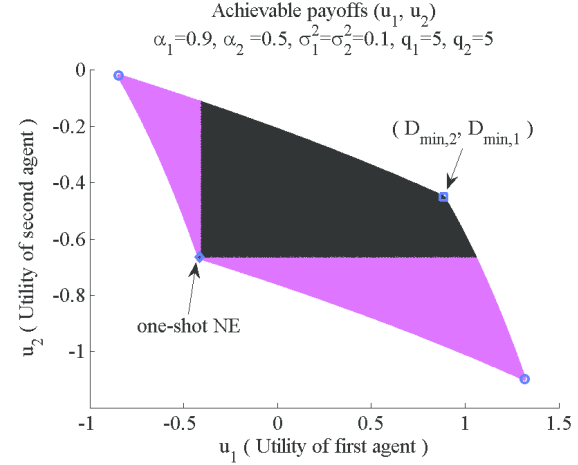 Achievable payoffs (u₁, u₂)
α₁=0.9, α₂ =0.5, σ₁²=σ₂²=0.1, q₁=5, q₂=5
0
-0.2
-0.4
-0.6
-0.8
-1
u₂ ( Utility of second agent )
( Dmin,2, Dmin,1 )
one-shot NE
-1 -0.5 0 0.5 1 1.5
u₁ ( Utility of first agent )